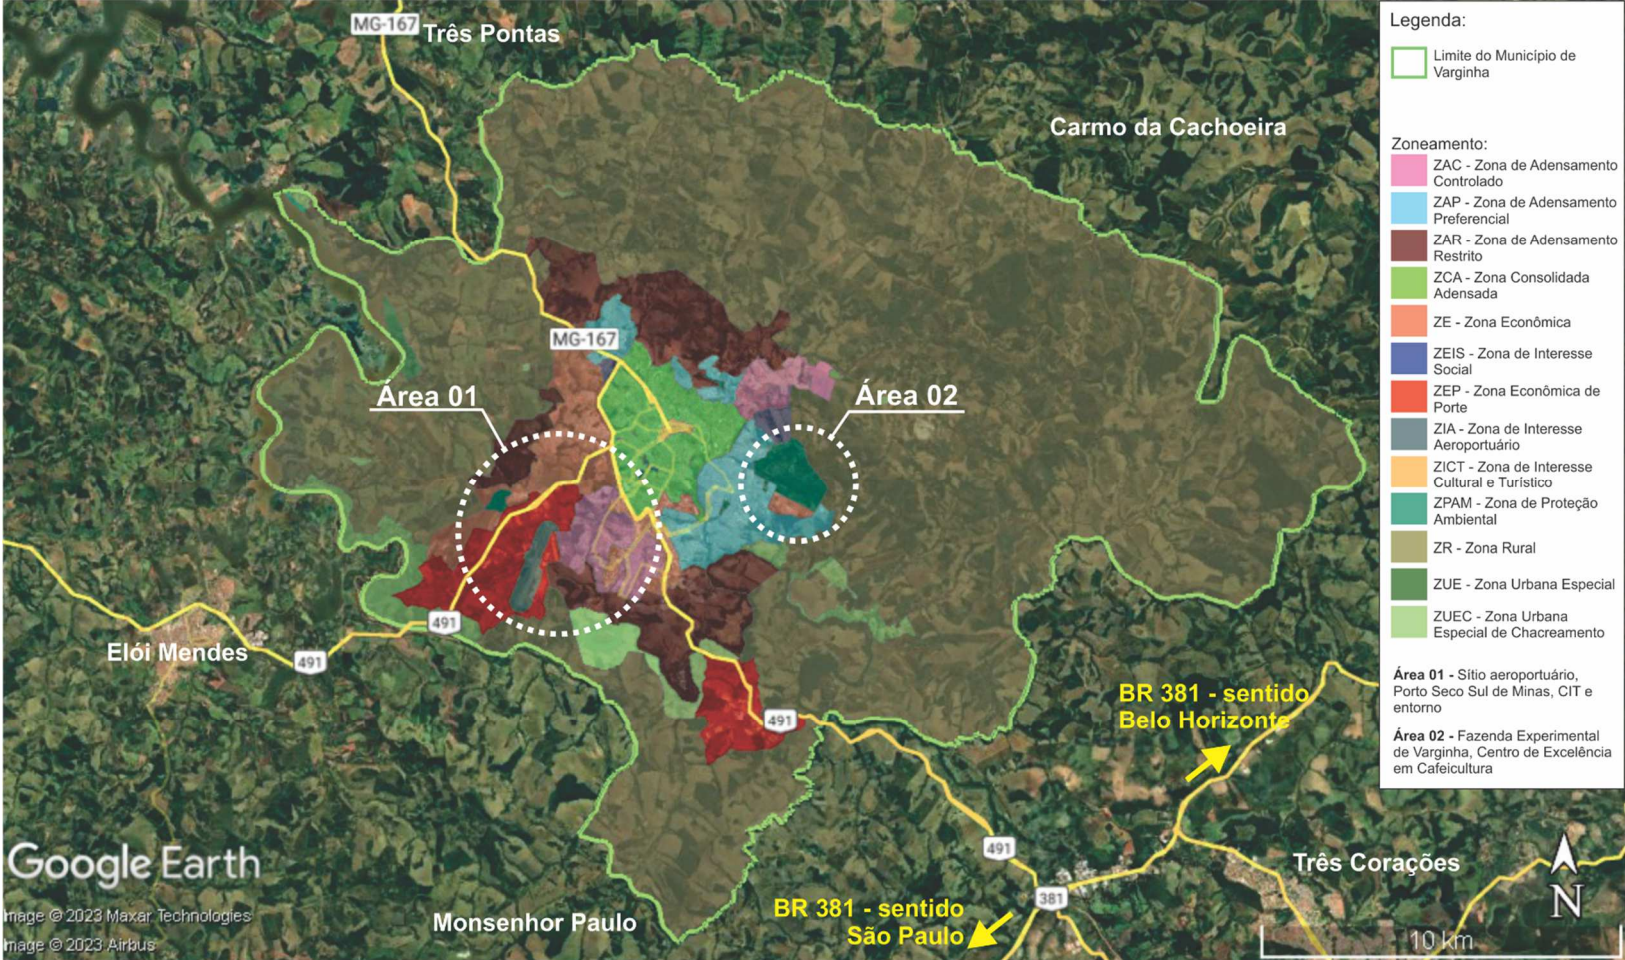 MG-167
Três Pontas
Carmo da Cachoeira
MG-167
Área 01
Área 02
491
Elói Mendes
491
491
BR 381 - sentido
Belo Horizonte
491
381
Três Corações
BR 381 - sentido
São Paulo
Monsenhor Paulo
N
10 km
Google Earth
mage © 2023 Maxar Technologies
mage © 2023 Airbus
Legenda:
Limite do Município de
Varginha
Zoneamento:
ZAC - Zona de Adensamento
Controlado
ZAP - Zona de Adensamento
Preferencial
ZAR - Zona de Adensamento
Restrito
ZCA - Zona Consolidada
Adensada
ZE - Zona Econômica
ZEIS - Zona de Interesse
Social
ZEP - Zona Econômica de
Porte
ZIA - Zona de Interesse
Aeroportuário
ZICT - Zona de Interesse
Cultural e Turístico
ZPAM - Zona de Proteção
Ambiental
ZR - Zona Rural
ZUE - Zona Urbana Especial
ZUEC - Zona Urbana
Especial de Chacreamento
Área 01 - Sítio aeroportuário,
Porto Seco Sul de Minas, CIT e
entorno
Área 02 - Fazenda Experimental
de Varginha, Centro de Excelência
em Cafeicultura